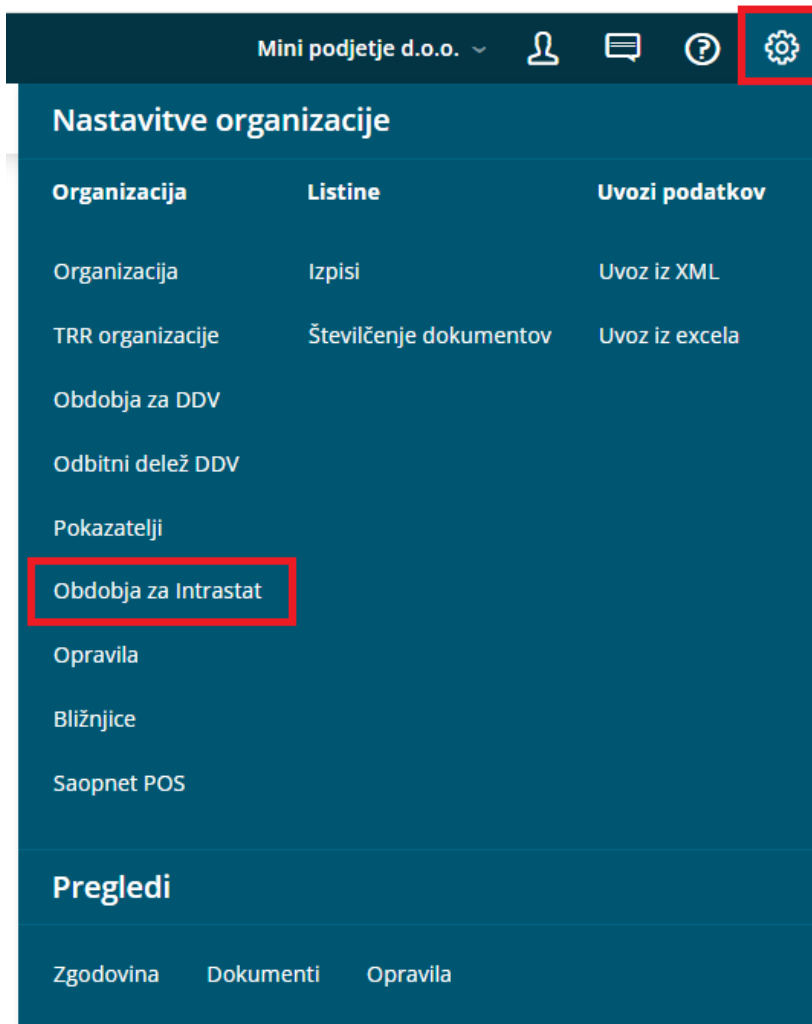 Mini podjetje d.o.o.
Nastavitve organizacije
Organizacija Listine Uvozi podatkov
Organizacija Izpisi Uvoz iz XML
TRR organizacije Številčenje dokumentov Uvoz iz excela
Obdobja za DDV
Odbitni delež DDV
Pokazatelji
Obdobja za Intrastat
Opravila
Bližnjice
Saopnet POS
Pregledi
Zgodovina Dokumenti Opravila